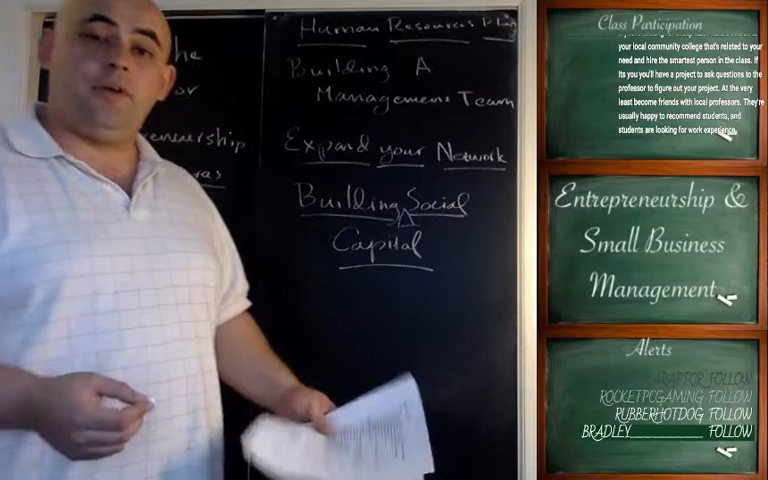 he
or
reneurship
as
Human Resources Plan
Building A
Management Team
Expand your Network
Building Social
Capital
Class Participation
your local community college that's related to your
need and hire the smartest person in the class. If
its you you'll have a project to ask questions to the
professor to figure out your project. At the very
least become friends with local professors. They're
usually happy to recommend students, and
students are looking for work experience.
Entrepreneurship &
Small Business
Management
Alerts
RAPTOR FOLLOW
ROCKETPCGAMING FOLLOW
RUBBERHOTDOG FOLLOW
BRADLEY FOLLOW